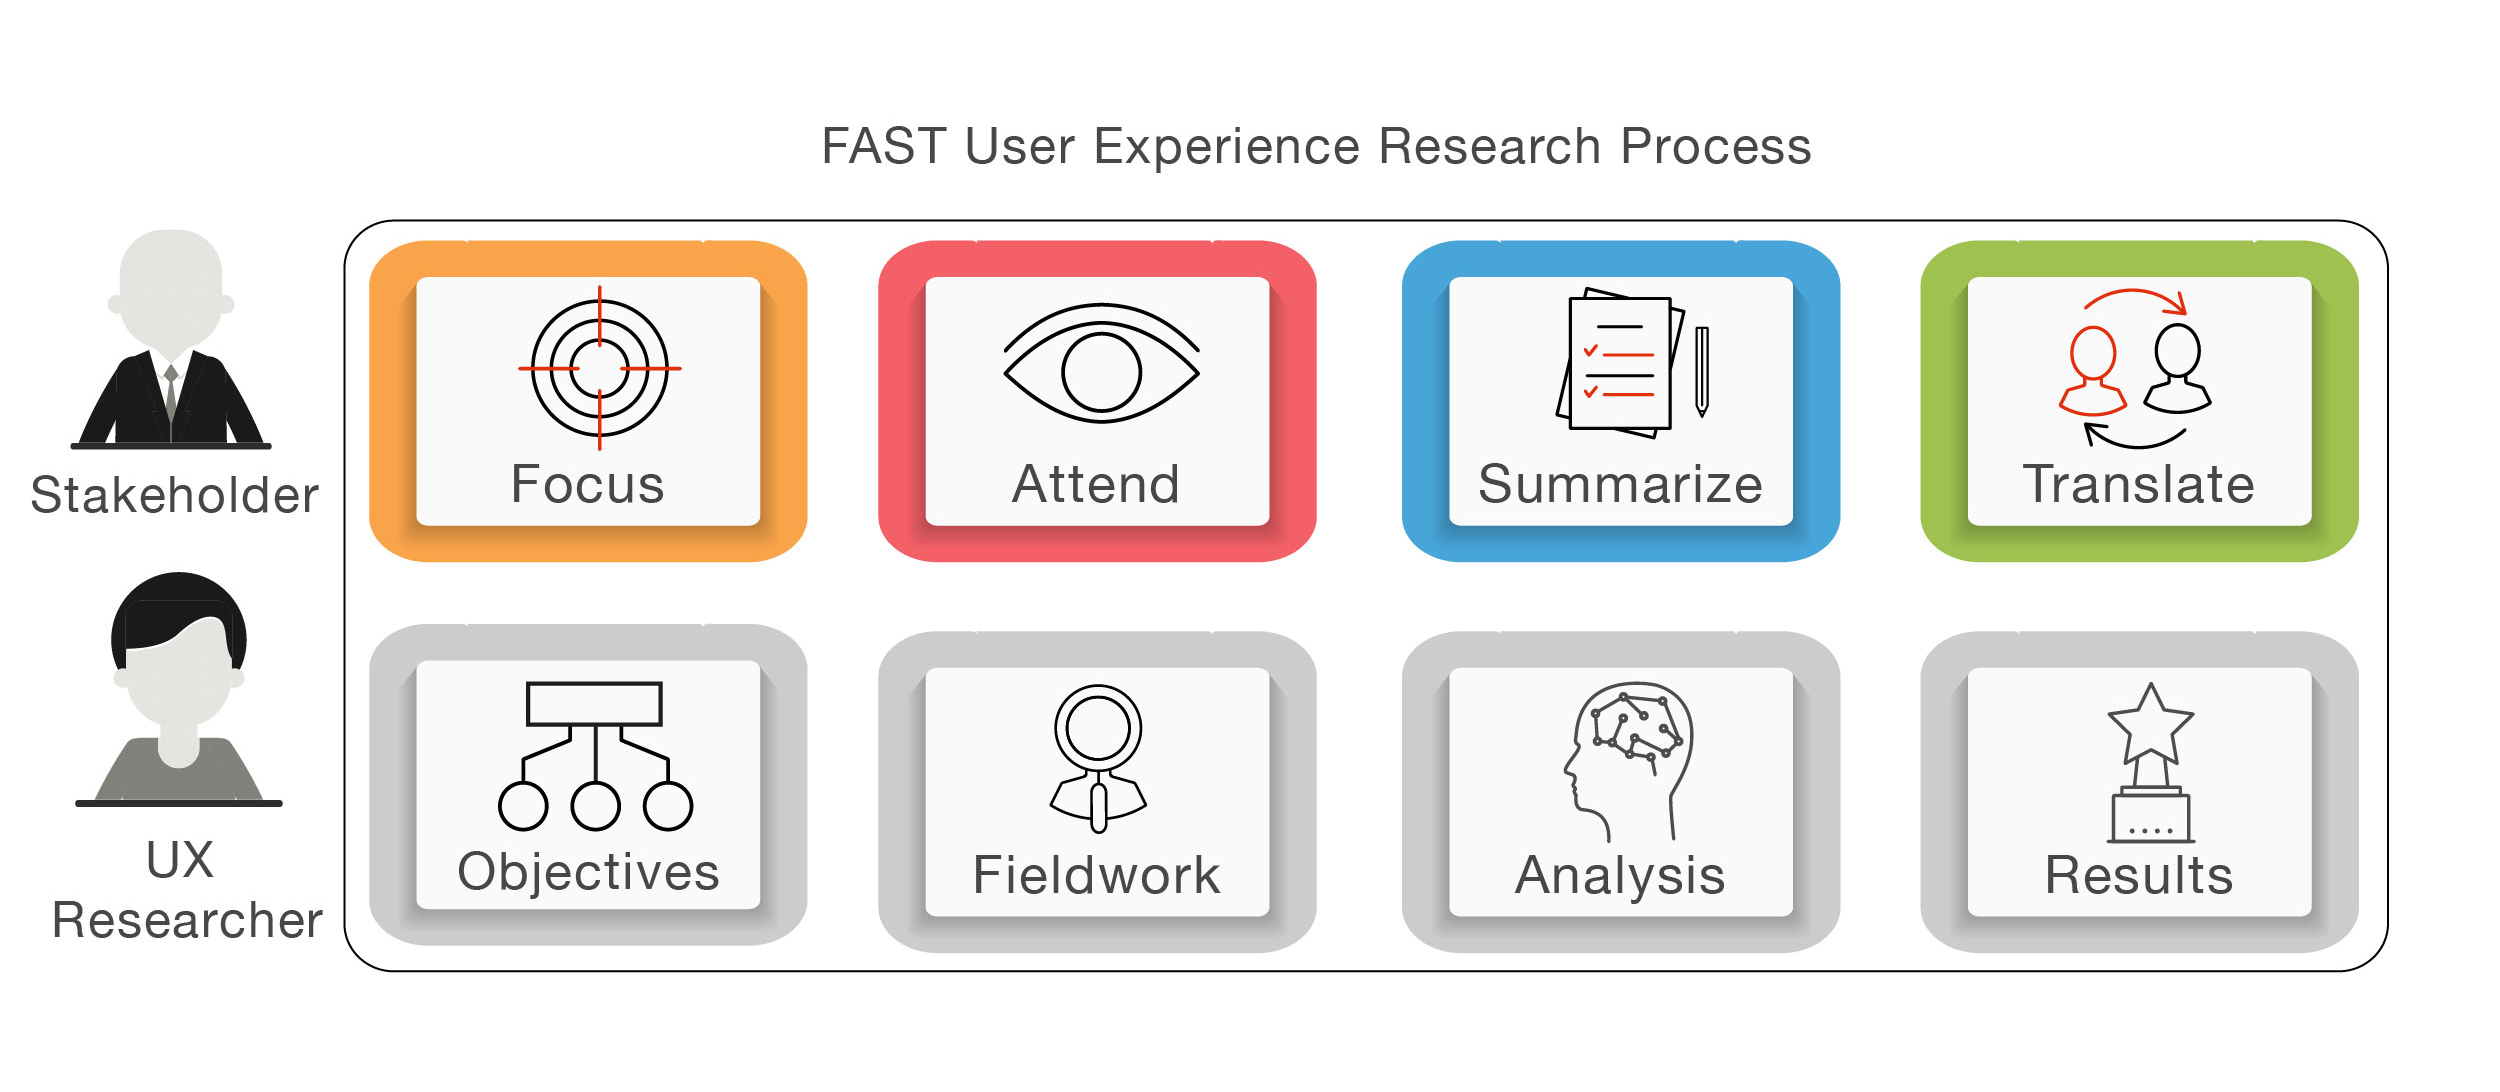 FAST User Experience Research Process
Stakeholder
Focus
Attend
Summarize
Translate
UX
Researcher
Objectives
Fieldwork
Analysis
Results